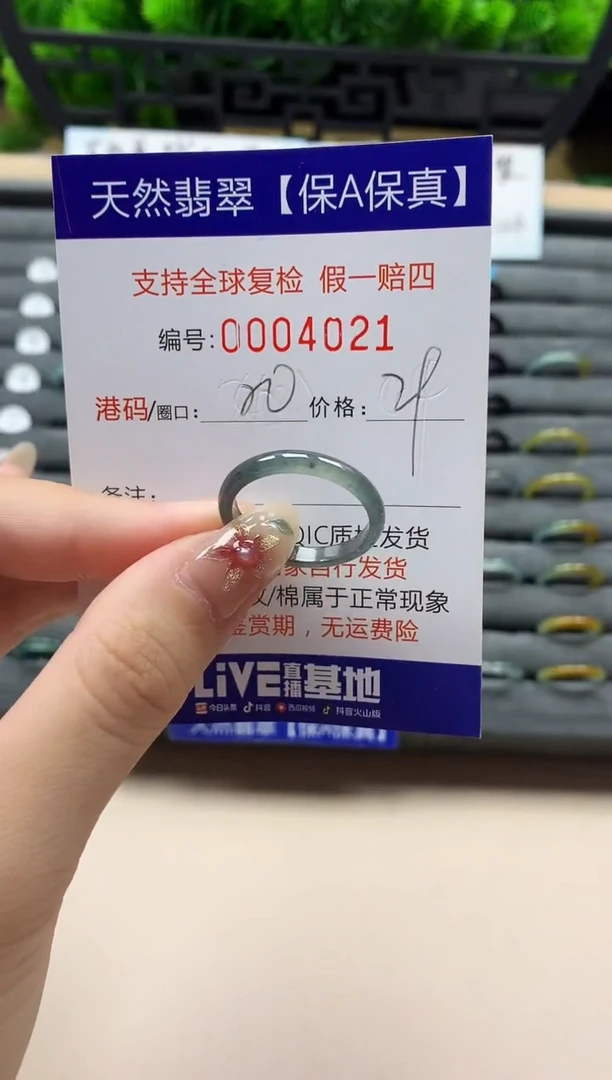 天然翡翠【保A保真】
支持全球复检 假一赔四
编号:0004021
港码/圈口: 20 价格:
备注:
QIC质检发货
家自行发货
纹/棉属于正常现象
鉴赏期，无运费险
LiVE直播基地
今日头条 抖音 西瓜视频 抖音火山版